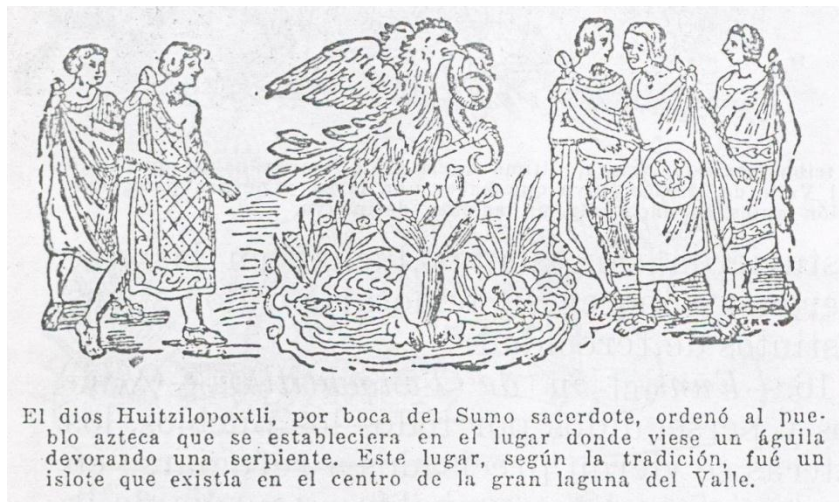 El dios Huitzilopoxtli, por boca del Sumo sacerdote, ordenó al pue-
blo azteca que se estableciera en el lugar donde viese un águila
devorando una serpiente. Este lugar, según la tradición, fué un
islote que existía en el centro de la gran laguna del Valle.